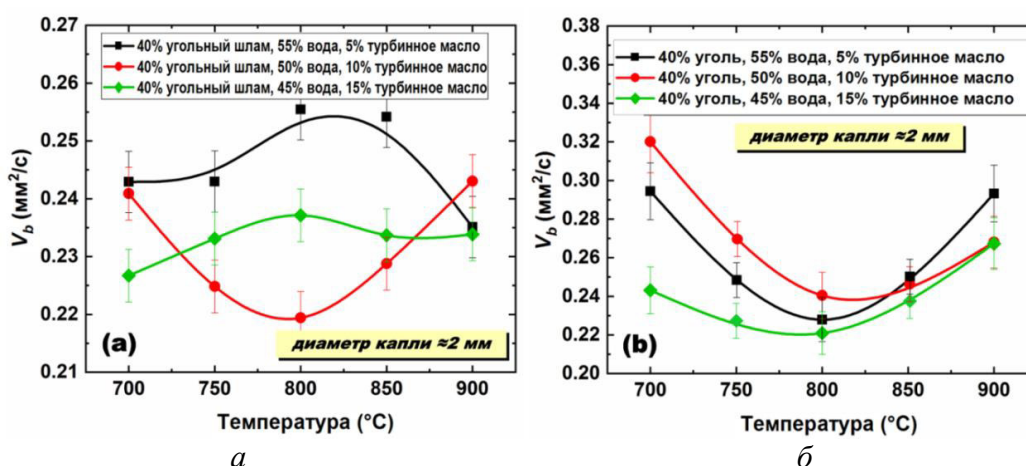 0.27
0.26
0.25
0.24
0.23
0.22
0.21
V_b (мм²/с)
40% угольный шлам, 55% вода, 5% турбинное масло
40% угольный шлам, 50% вода, 10% турбинное масло
40% угольный шлам, 45% вода, 15% турбинное масло
(a)
диаметр капли ≈2 мм
700 750 800 850 900
Температура (°C)
а
0.38
0.36
0.34
0.32
0.30
0.28
0.26
0.24
0.22
0.20
V_b (мм²/с)
40% уголь, 55% вода, 5% турбинное масло
40% уголь, 50% вода, 10% турбинное масло
40% уголь, 45% вода, 15% турбинное масло
диаметр капли ≈2 мм
(b)
700 750 800 850 900
Температура (°C)
б